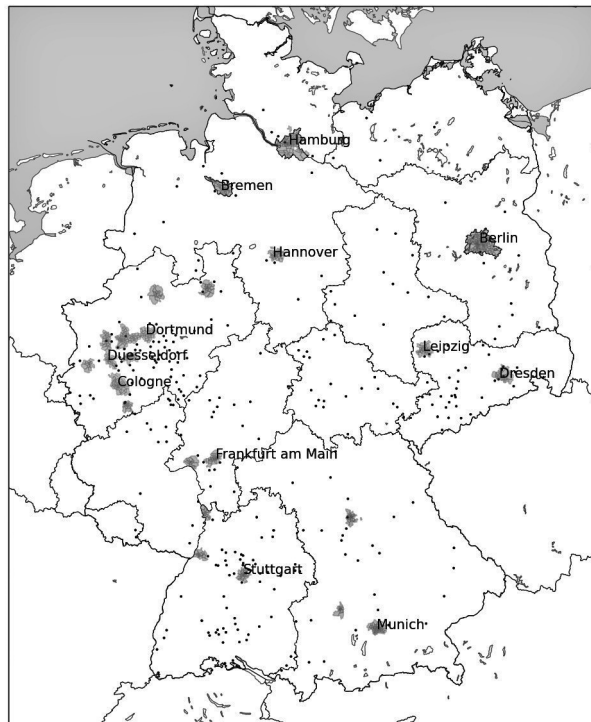 Hamburg
Bremen
Berlin
Hannover
Dortmund
Duesseldorf
Leipzig
Cologne
Dresden
Frankfurt am Main
Stuttgart
Munich